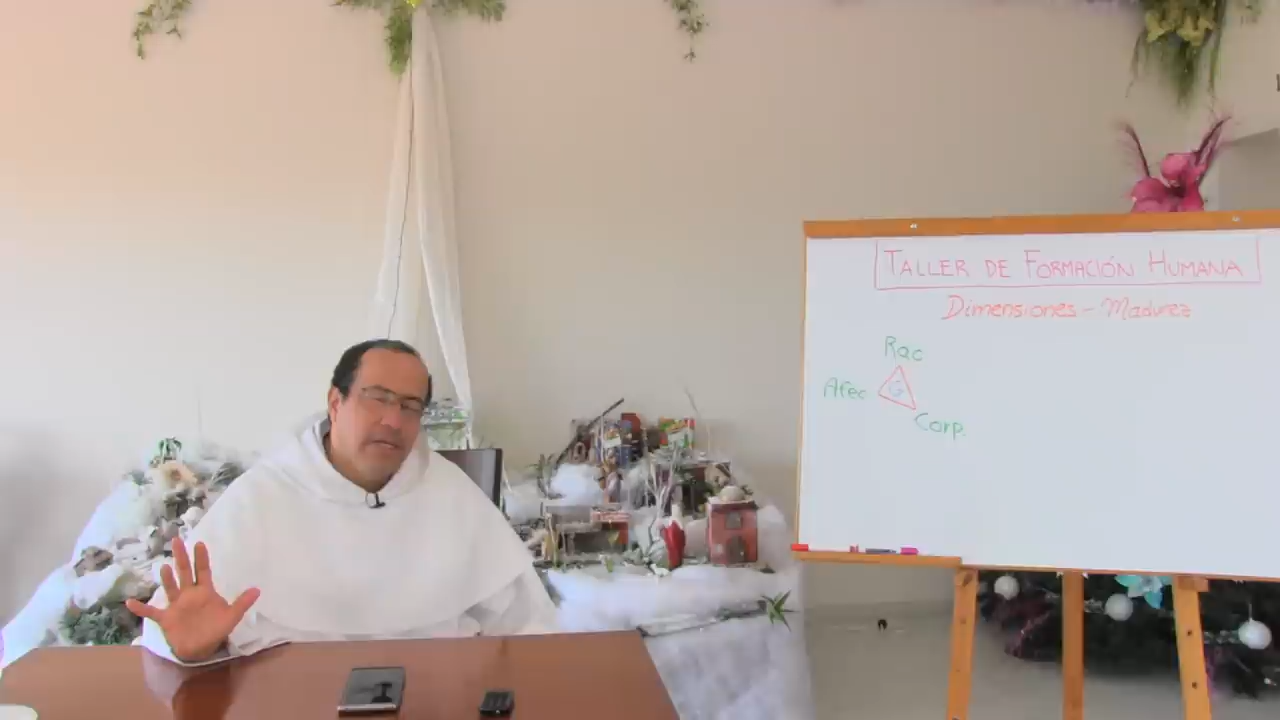 TALLER DE FORMACIÓN HUMANA
Dimensiones - Madurez
Rac
Afec
G
Corp.